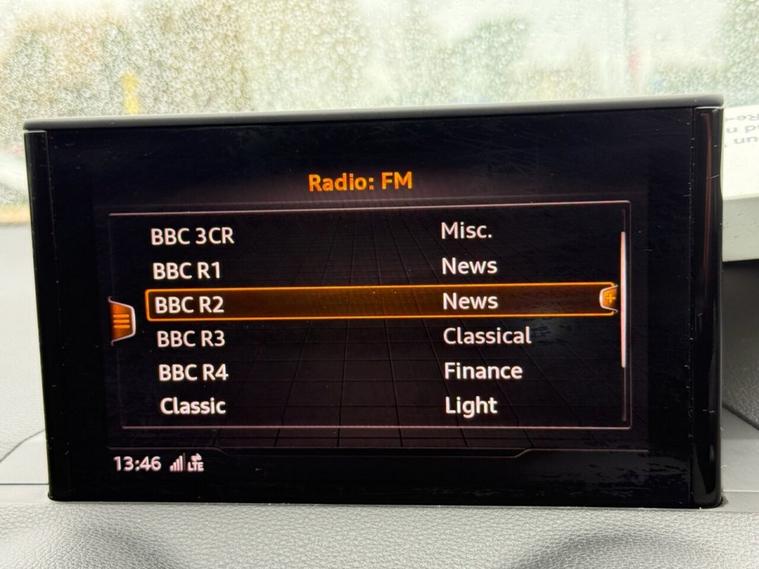 Radio: FM
BBC 3CR Misc.
BBC R1 News
BBC R2 News
BBC R3 Classical
BBC R4 Finance
Classic Light
13:46 LTE